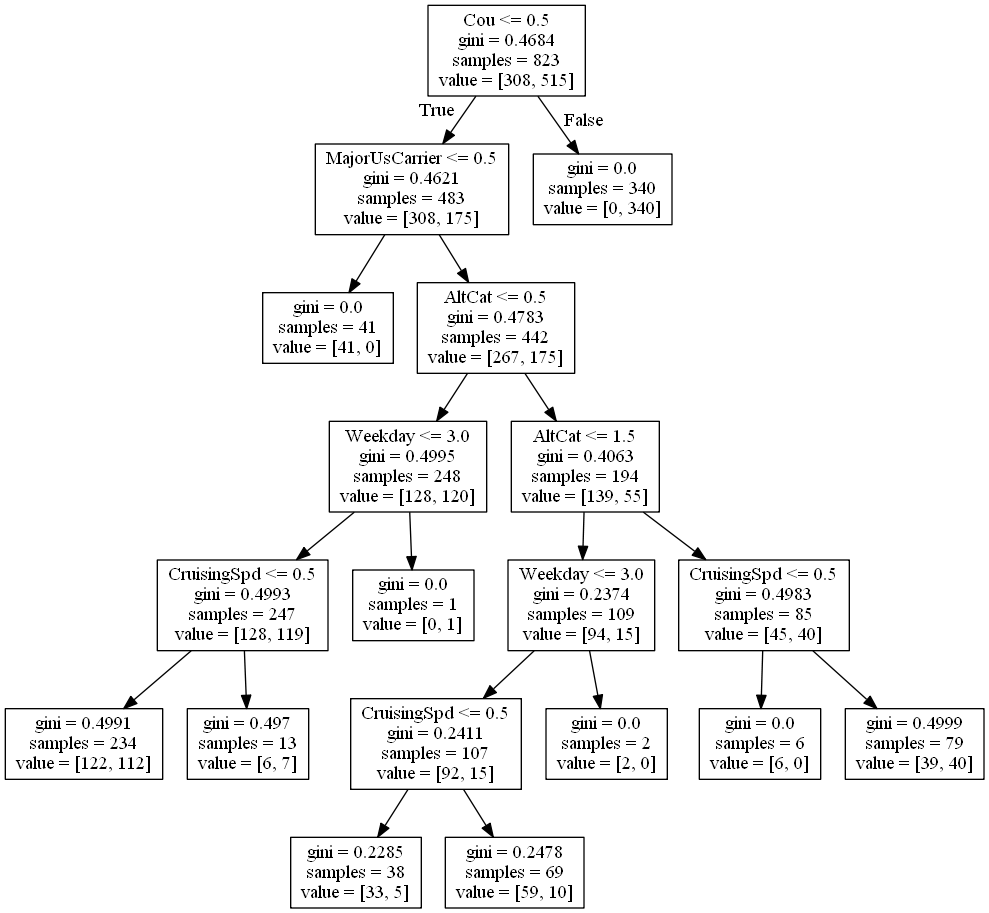 Cou <= 0.5
gini = 0.4684
samples = 823
value = [308, 515]
True
False
MajorUsCarrier <= 0.5
gini = 0.4621
samples = 483
value = [308, 175]
gini = 0.0
samples = 340
value = [0, 340]
gini = 0.0
samples = 41
value = [41, 0]
AltCat <= 0.5
gini = 0.4783
samples = 442
value = [267, 175]
Weekday <= 3.0
gini = 0.4995
samples = 248
value = [128, 120]
AltCat <= 1.5
gini = 0.4063
samples = 194
value = [139, 55]
CruisingSpd <= 0.5
gini = 0.4993
samples = 247
value = [128, 119]
gini = 0.0
samples = 1
value = [0, 1]
Weekday <= 3.0
gini = 0.2374
samples = 109
value = [94, 15]
CruisingSpd <= 0.5
gini = 0.4983
samples = 85
value = [45, 40]
gini = 0.4991
samples = 234
value = [122, 112]
gini = 0.497
samples = 13
value = [6, 7]
CruisingSpd <= 0.5
gini = 0.2411
samples = 107
value = [92, 15]
gini = 0.0
samples = 2
value = [2, 0]
gini = 0.0
samples = 6
value = [6, 0]
gini = 0.4999
samples = 79
value = [39, 40]
gini = 0.2285
samples = 38
value = [33, 5]
gini = 0.2478
samples = 69
value = [59, 10]